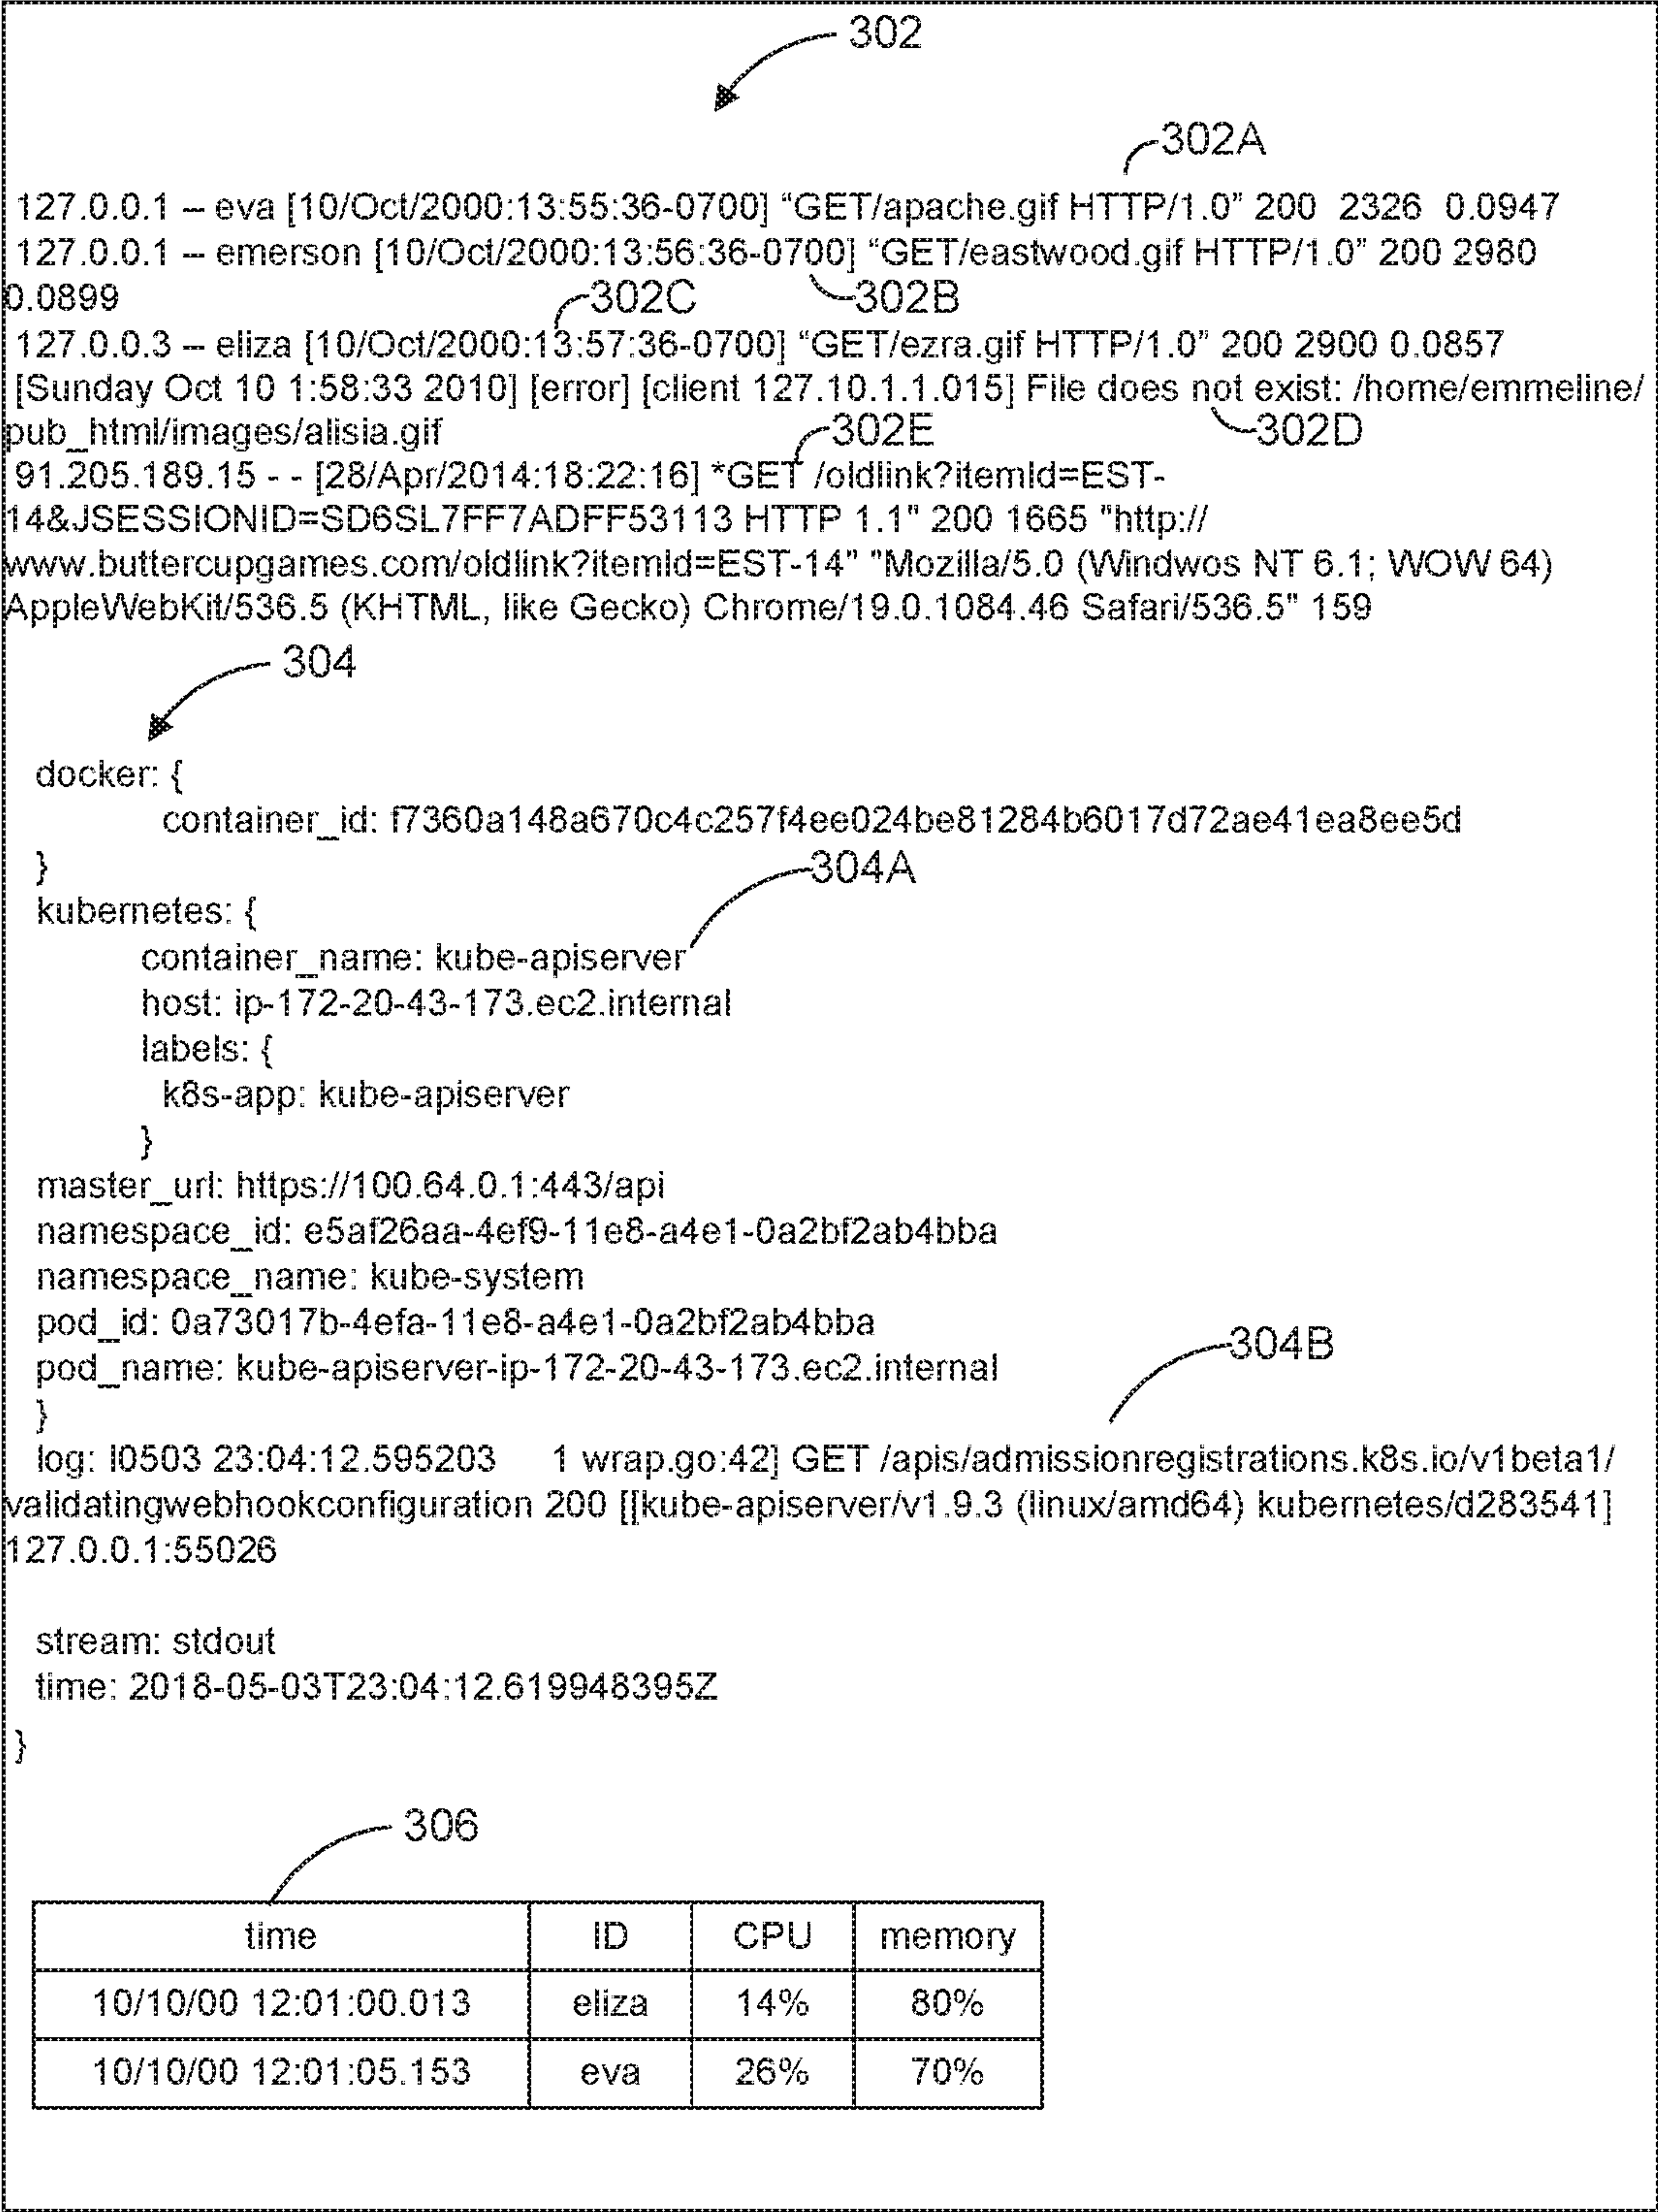 302
302A
127.0.0.1 – eva [10/Oct/2000:13:55:36-0700] “GET/apache.gif HTTP/1.0” 200 2326 0.0947
127.0.0.1 – emerson [10/Oct/2000:13:56:36-0700] “GET/eastwood.gif HTTP/1.0” 200 2980
0.0899
302C
302B
127.0.0.3 – eliza [10/Oct/2000:13:57:36-0700] “GET/ezra.gif HTTP/1.0” 200 2900 0.0857
[Sunday Oct 10 1:58:33 2010] [error] [client 127.10.1.1.015] File does not exist: /home/emmeline/
pub_html/images/alisia.gif
302E
302D
91.205.189.15 - - [28/Apr/2014:18:22:16] *GET /oldlink?itemId=EST-
14&JSESSIONID=SD6SL7FF7ADFF53113 HTTP 1.1" 200 1665 "http://
www.buttercupgames.com/oldlink?itemId=EST-14" "Mozilla/5.0 (Windwos NT 6.1; WOW 64)
AppleWebKit/536.5 (KHTML, like Gecko) Chrome/19.0.1084.46 Safari/536.5" 159
304
docker: {
container_id: f7360a148a670c4c257f4ee024be81284b6017d72ae41ea8ee5d
}
304A
kubernetes: {
container_name: kube-apiserver
host: ip-172-20-43-173.ec2.internal
labels: {
k8s-app: kube-apiserver
}
master_url: https://100.64.0.1:443/api
namespace_id: e5af26aa-4ef9-11e8-a4e1-0a2bf2ab4bba
namespace_name: kube-system
pod_id: 0a73017b-4efa-11e8-a4e1-0a2bf2ab4bba
304B
pod_name: kube-apiserver-ip-172-20-43-173.ec2.internal
}
log: I0503 23:04:12.595203 1 wrap.go:42] GET /apis/admissionregistrations.k8s.io/v1beta1/
validatingwebhookconfiguration 200 [[kube-apiserver/v1.9.3 (linux/amd64) kubernetes/d283541]
127.0.0.1:55026
stream: stdout
time: 2018-05-03T23:04:12.619948395Z
}
306
time ID CPU memory
10/10/00 12:01:00.013 eliza 14% 80%
10/10/00 12:01:05.153 eva 26% 70%